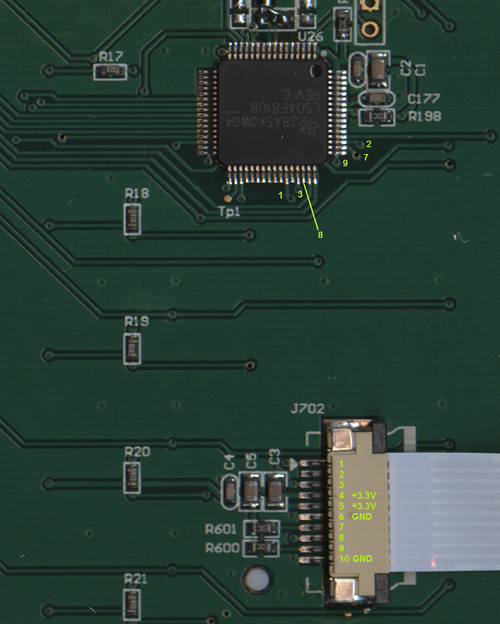 U26
R17
C2
C1
C177
R198
38A5K0WG4
LS04F8108
REV C
2
7
9
1
3
8
Tp1
R18
R19
J702
R20
C4
C5
C3
R601
R600
1
2
3
4 +3,3V
5 +3,3V
6 GND
7
8
9
10 GND
R21